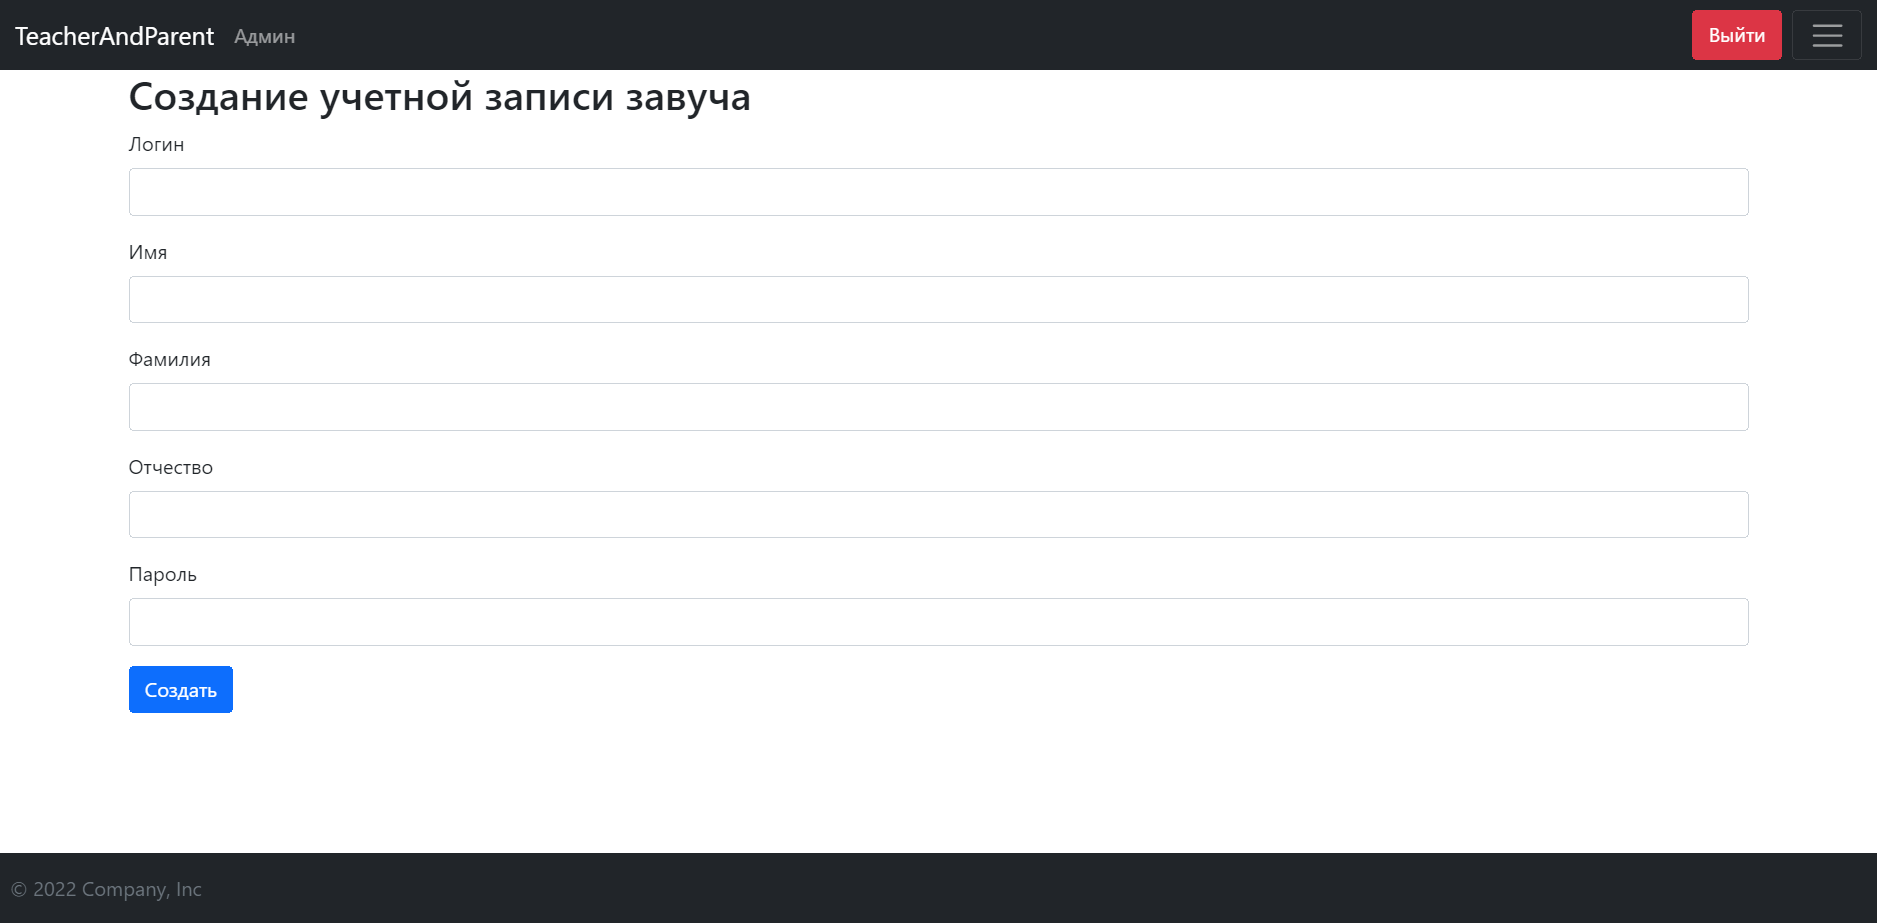 TeacherAndParent Админ Выйти
Создание учетной записи завуча
Логин
Имя
Фамилия
Отчество
Пароль
Создать
© 2022 Company, Inc